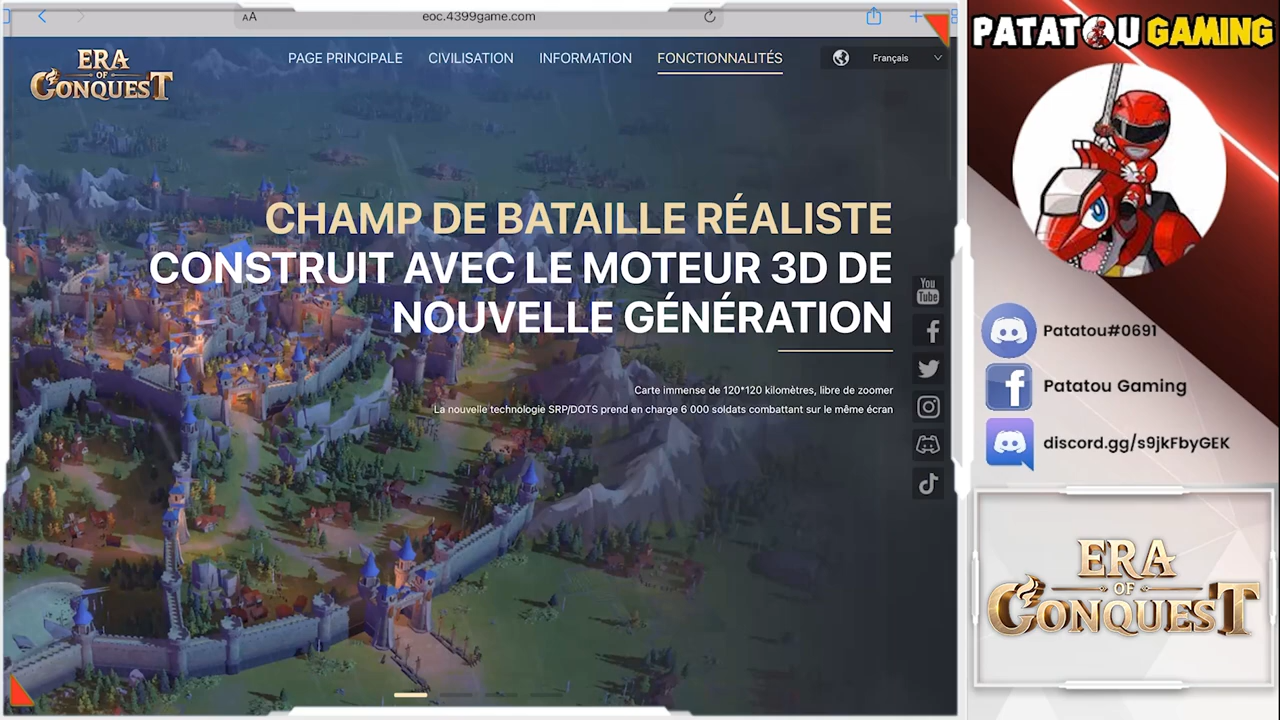 AA
eoc.4399game.com
ERA
OF
CONQUEST
PAGE PRINCIPALE
CIVILISATION
INFORMATION
FONCTIONNALITÉS
Français
CHAMP DE BATAILLE RÉALISTE
CONSTRUIT AVEC LE MOTEUR 3D DE
NOUVELLE GÉNÉRATION
Carte immense de 120*120 kilomètres, libre de zoomer
La nouvelle technologie SRP/DOTS prend en charge 6 000 soldats combattant sur le même écran
You
Tube
PATATOU GAMING
Patatou#0691
Patatou Gaming
discord.gg/s9jkFbyGEK
ERA
OF
CONQUEST